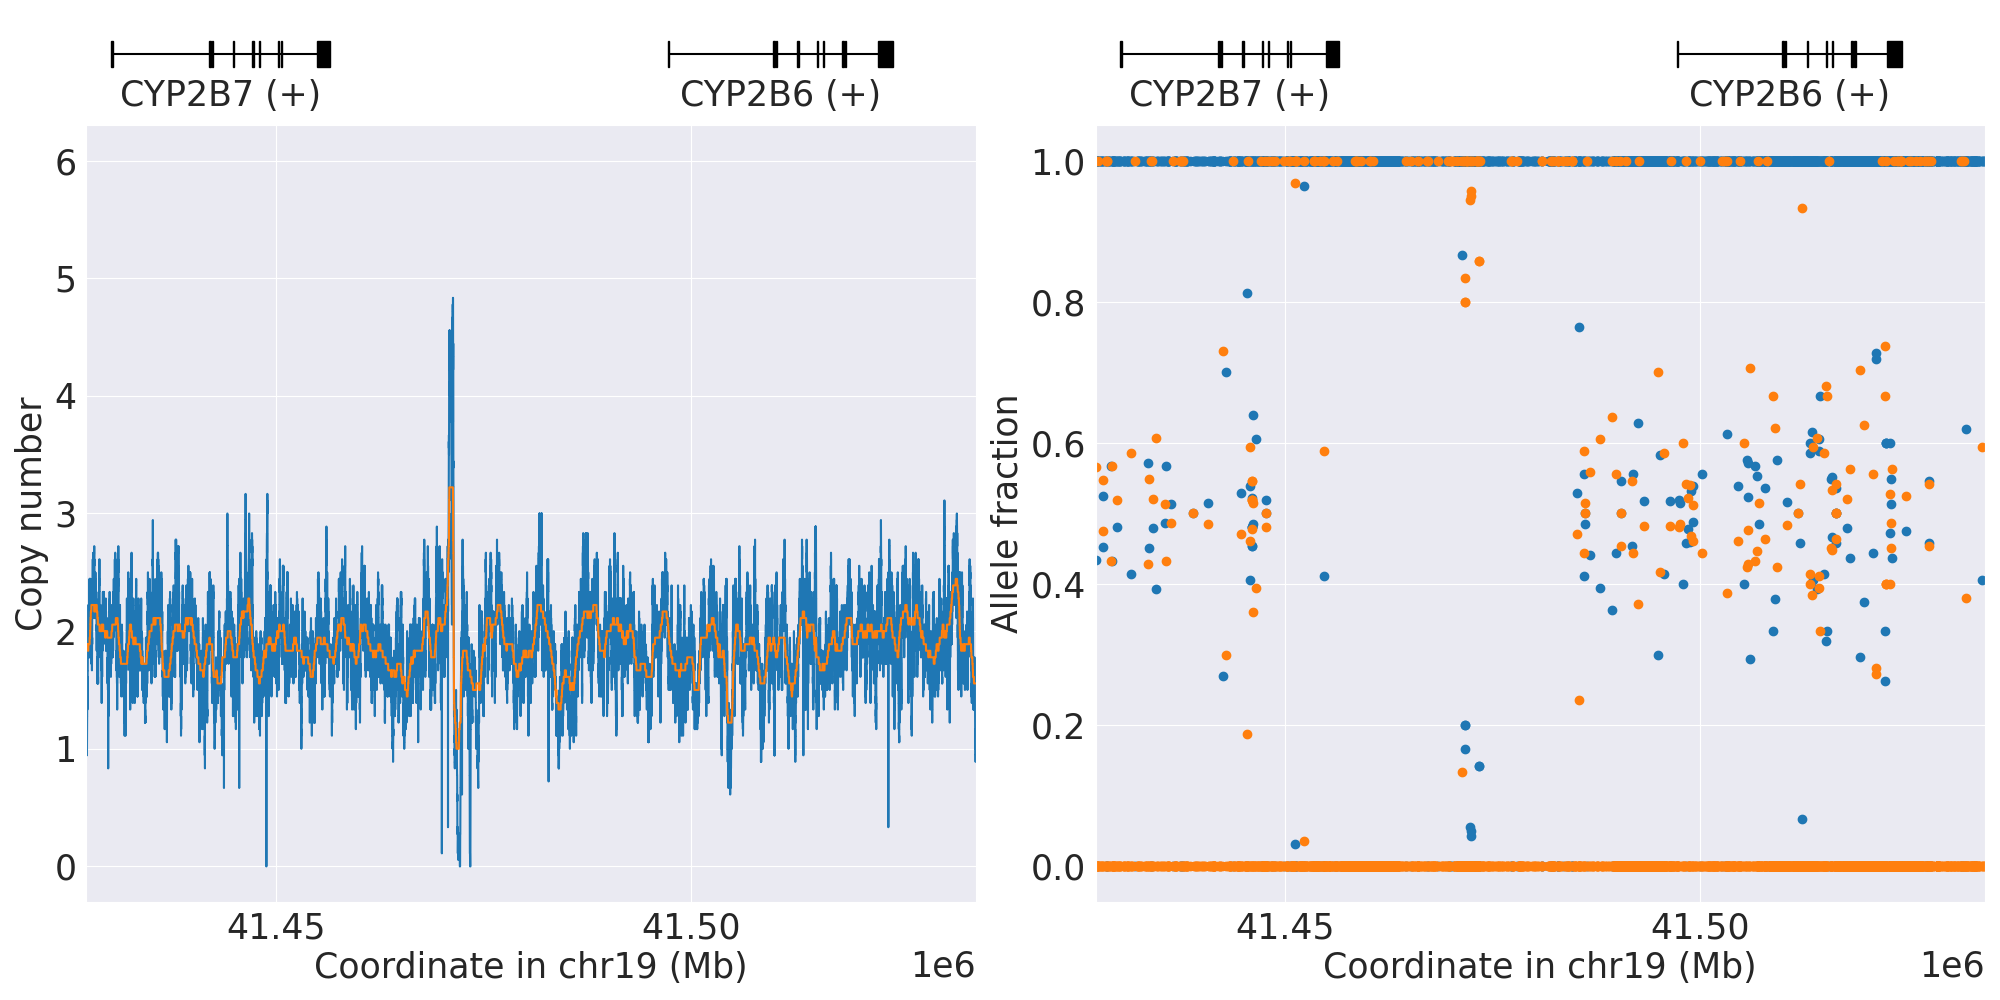 CYP2B7 (+)
CYP2B6 (+)
6
5
4
3
2
1
0
Copy number
41.45
41.50
Coordinate in chr19 (Mb)
1e6
CYP2B7 (+)
CYP2B6 (+)
1.0
0.8
0.6
0.4
0.2
0.0
Allele fraction
41.45
41.50
Coordinate in chr19 (Mb)
1e6